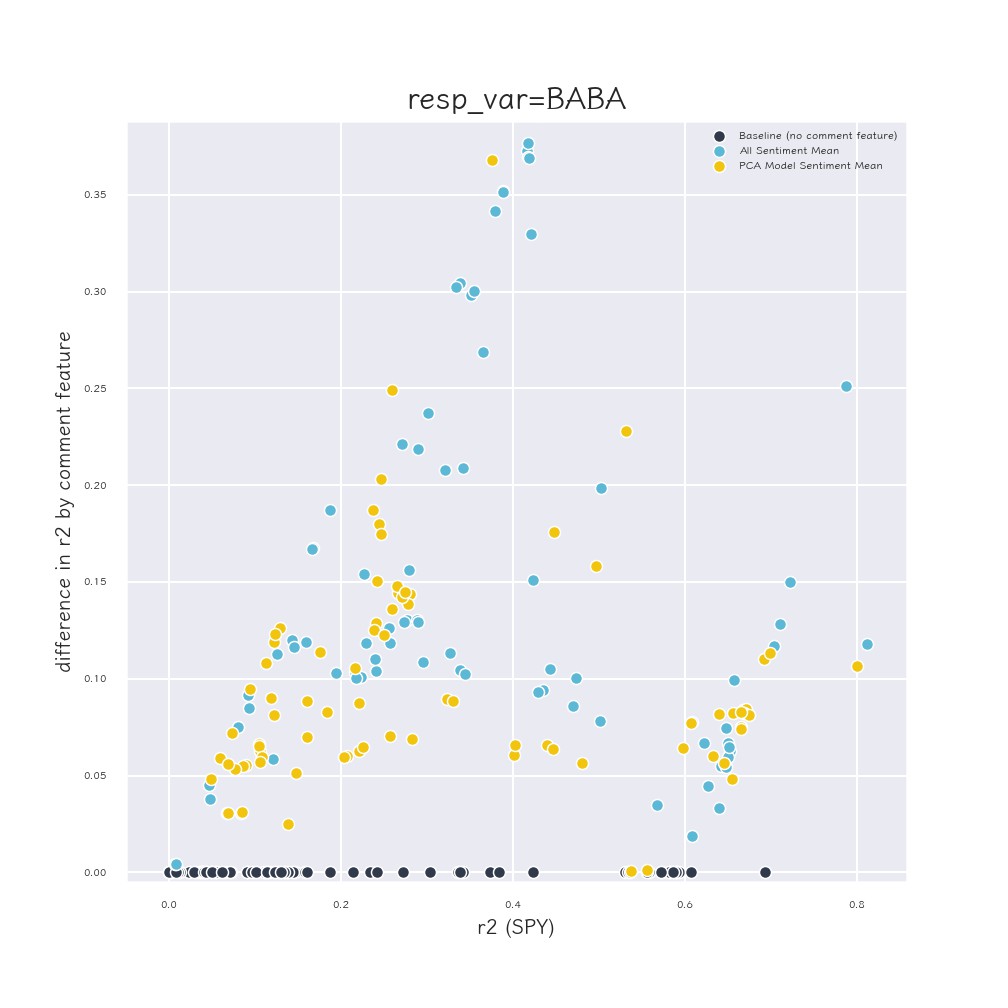 resp_var=BABA
Baseline (no comment feature)
All Sentiment Mean
PCA Model Sentiment Mean
difference in r2 by comment feature
0.35
0.30
0.25
0.20
0.15
0.10
0.05
0.00
0.0 0.2 0.4 0.6 0.8
r2 (SPY)